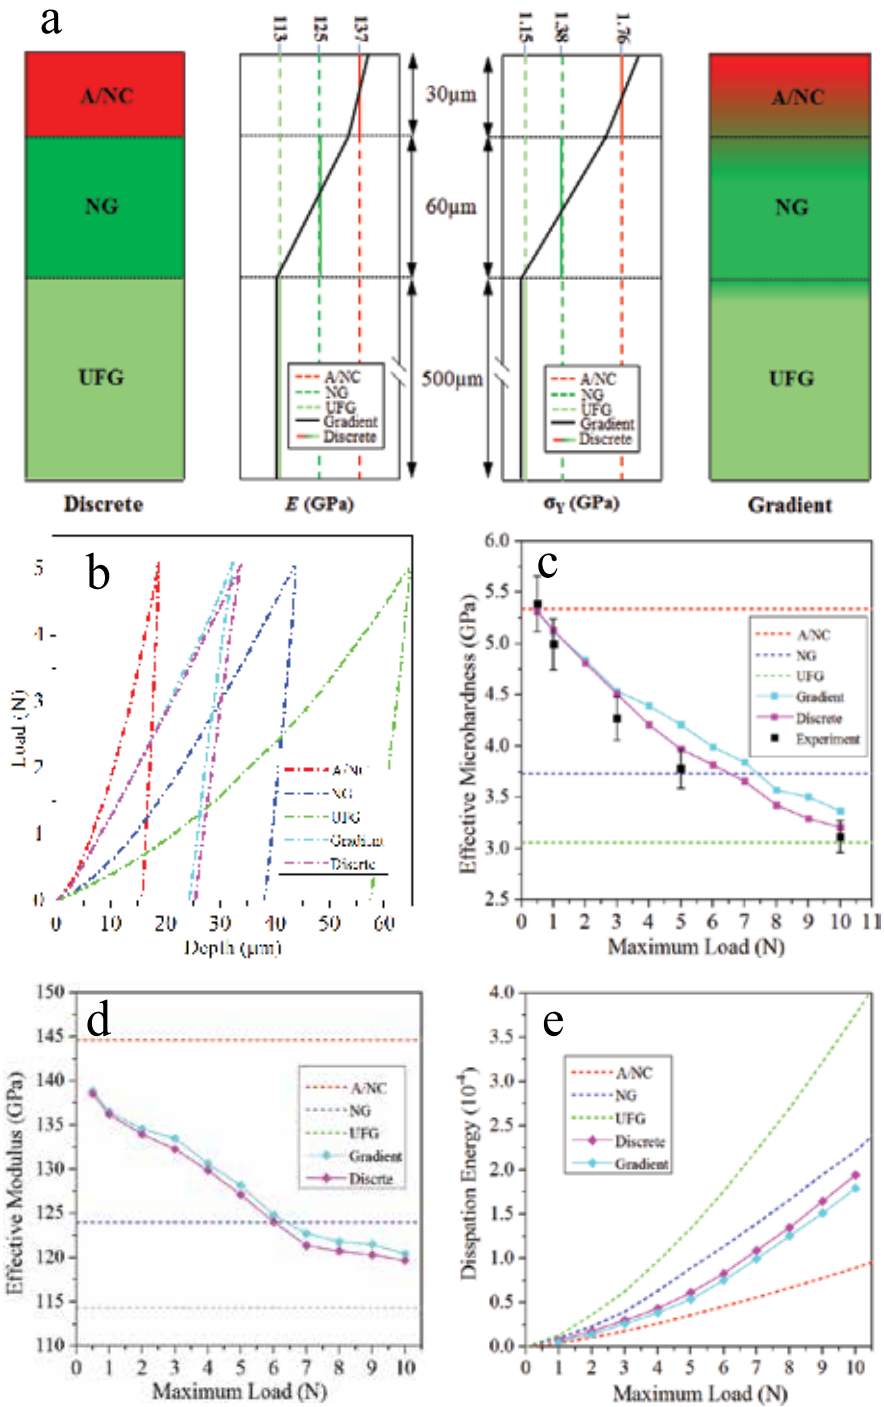 a
113
125
137
1.15
1.38
1.76
A/NC
NG
UFG
Discrete
A/NC
NG
UFG
Gradient
Discrete
E (GPa)
30μm
60μm
500μm
A/NC
NG
UFG
Gradient
Discrete
σY (GPa)
A/NC
NG
UFG
Gradient
b
Load (N)
5
4
3
2
1
0
A/NC
NG
UFG
Gradient
Discrte
0 10 20 30 40 50 60
Depth (μm)
c
Effective Microhardness (GPa)
6.0
5.5
5.0
4.5
4.0
3.5
3.0
2.5
A/NC
NG
UFG
Gradient
Discrete
Experiment
0 1 2 3 4 5 6 7 8 9 10 11
Maximum Load (N)
d
Effective Modulus (GPa)
150
145
140
135
130
125
120
115
110
A/NC
NG
UFG
Gradient
Discrte
0 1 2 3 4 5 6 7 8 9 10
Maximum Load (N)
e
Disspation Energy (10-4)
4.0
3.5
3.0
2.5
2.0
1.5
1.0
0.5
0.0
A/NC
NG
UFG
Discrete
Gradient
0 1 2 3 4 5 6 7 8 9 10
Maximum Load (N)